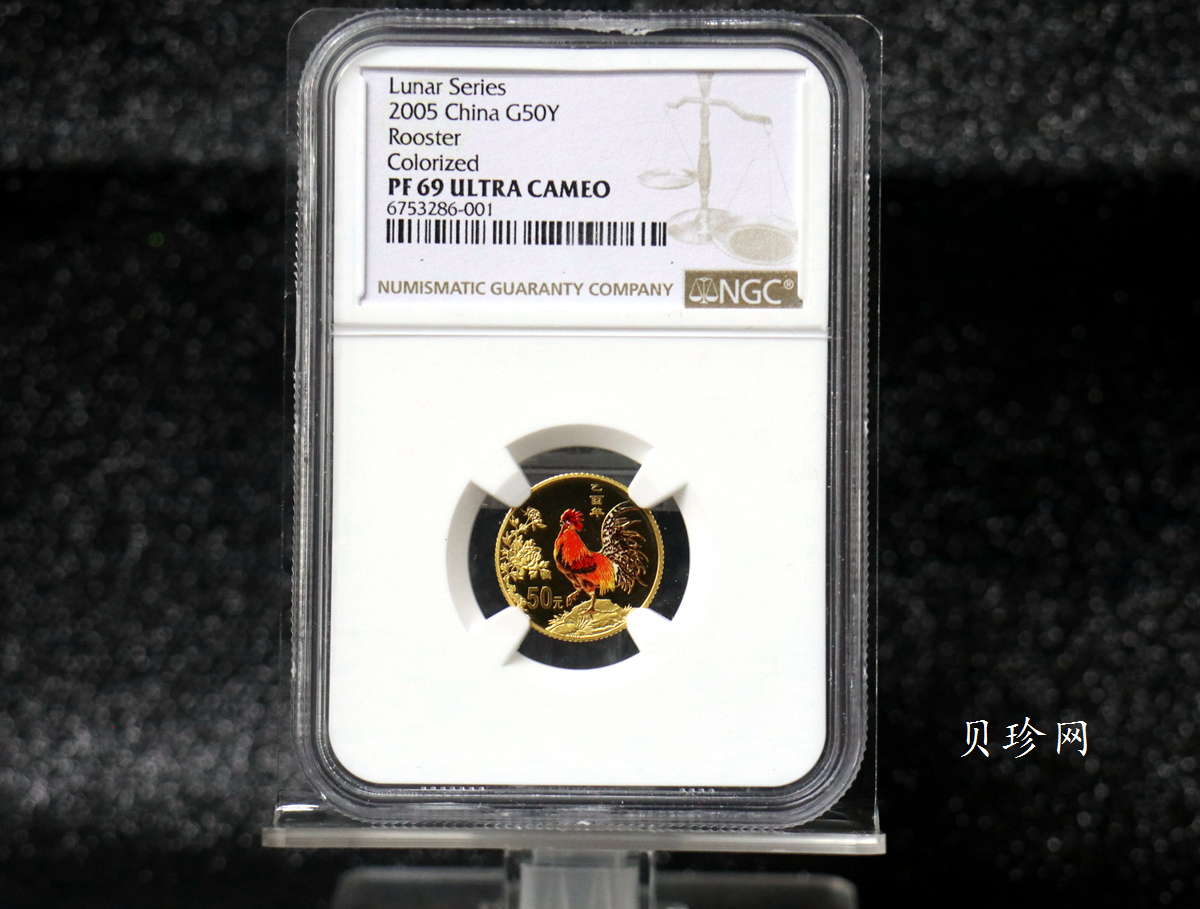 Lunar Series
2005 China G50Y
Rooster
Colorized
PF 69 ULTRA CAMEO
6753286-001
NUMISMATIC GUARANTY COMPANY
NGC®
乙酉年
50元
贝珍网